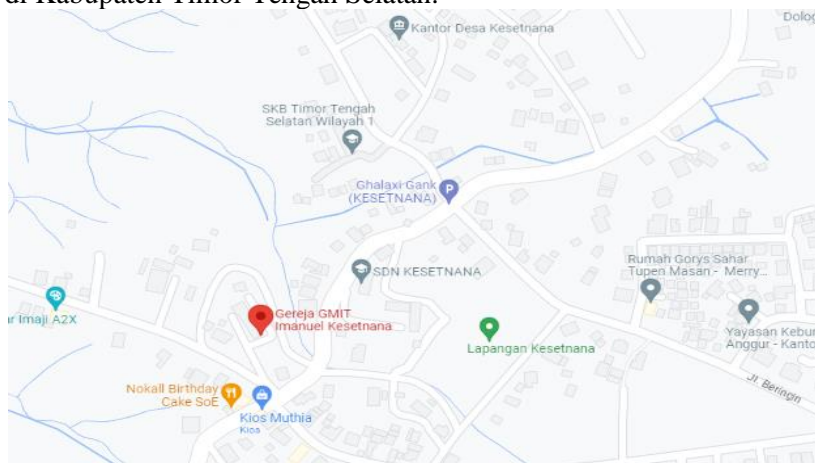 di Kabupaten Timor Tengah Selatan.
Kantor Desa Kesetnana
SKB Timor Tengah
Selatan Wilayah 1
Ghalaxi Gank
(KESETNANA)
SDN KESETNANA
Rumah Gorys Sahar
Tupen Masan - Merry...
ar Imaji A2X
Gereja GMIT
Imanuel Kesetnana
Lapangan Kesetnana
Yayasan Kebun
Anggur - Kanto
Nokall Birthday
Cake SoE
Kios Muthia
Kios
Jl. Beringin